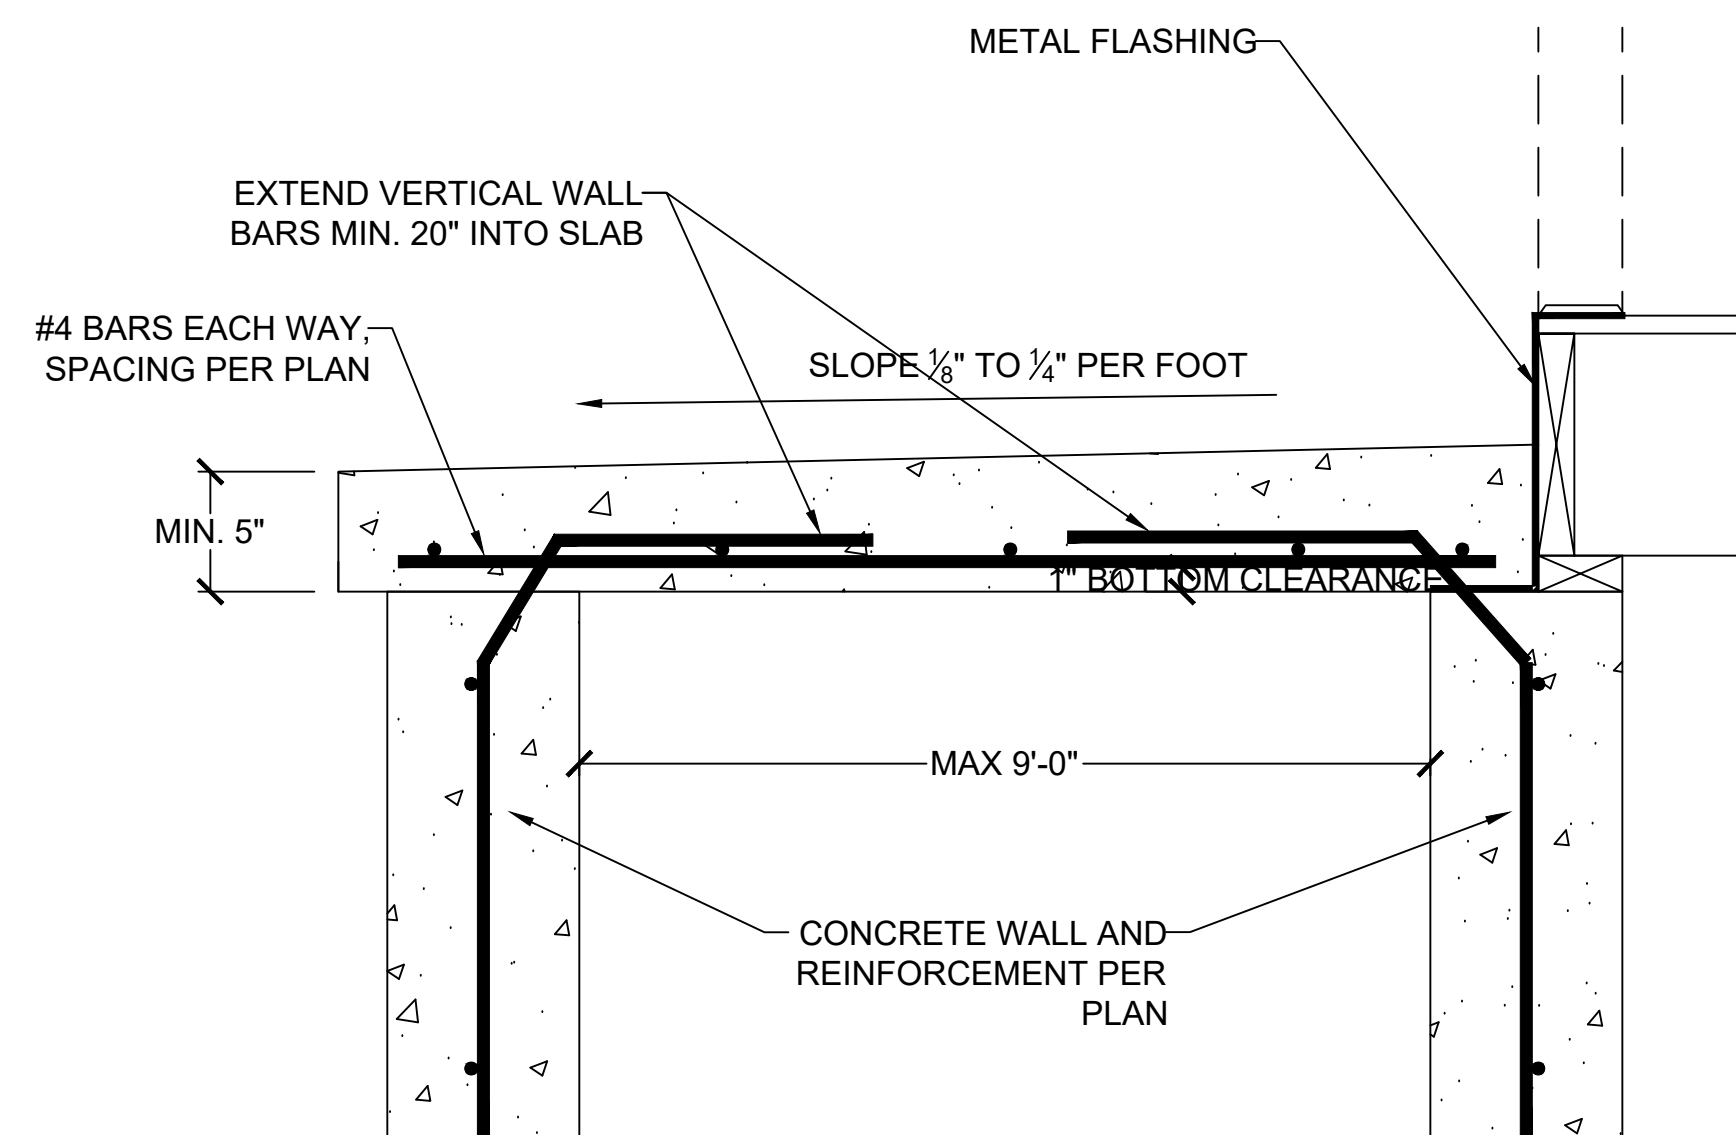 METAL FLASHING
EXTEND VERTICAL WALL
BARS MIN. 20" INTO SLAB
#4 BARS EACH WAY,
SPACING PER PLAN
SLOPE ⅛" TO ¼" PER FOOT
MIN. 5"
1" BOTTOM CLEARANCE
MAX 9'-0"
CONCRETE WALL AND
REINFORCEMENT PER
PLAN